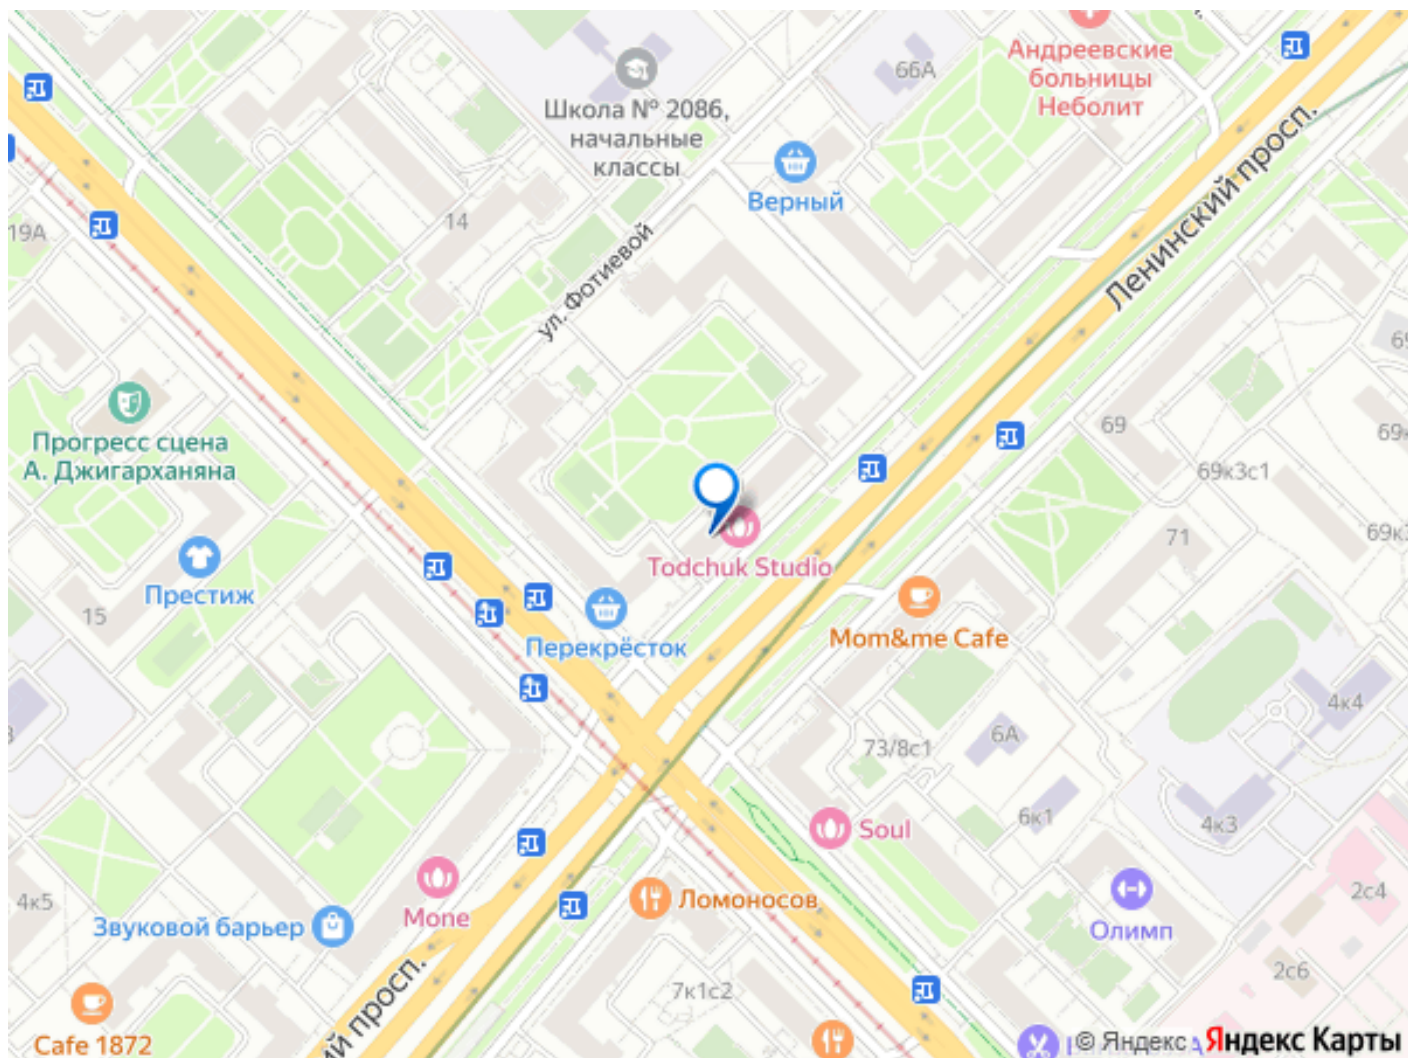 66А
Андреевские
больницы
Неболит
Школа № 2086,
начальные
классы
Верный
Ленинский просп.
14
19А
ул. Фотиевой
69
69к3с1
71
Прогресс сцена
А. Джигарханяна
Престиж
15
Todchuk Studio
Перекрёсток
Mom&me Cafe
4к4
73/8с1
6А
6к1
4к3
Soul
2с4
Ломоносов
Олимп
4к5
Mone
Звуковой барьер
2с6
7к1с2
Cafe 1872
ий просп.
© Яндекс
Яндекс Карты